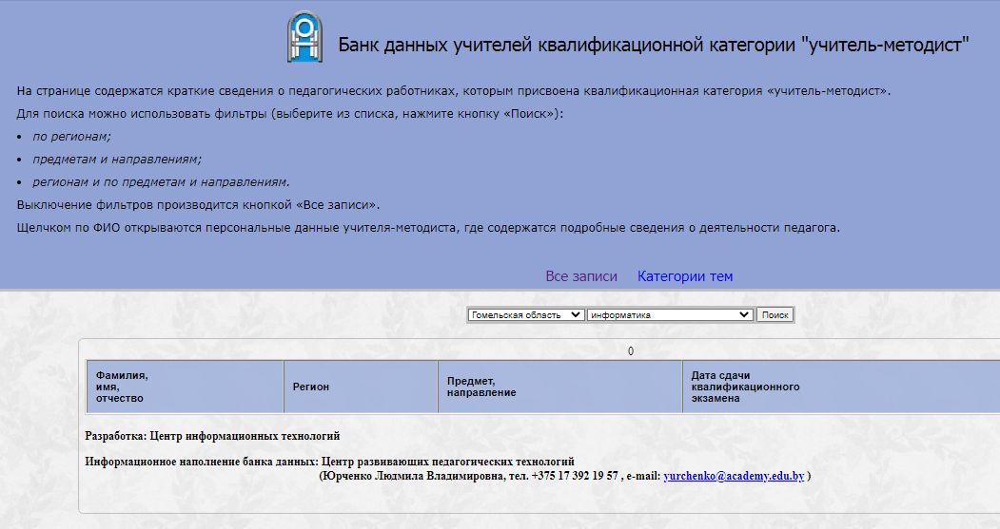 Банк данных учителей квалификационной категории "учитель-методист"
На странице содержатся краткие сведения о педагогических работниках, которым присвоена квалификационная категория «учитель-методист».
Для поиска можно использовать фильтры (выберите из списка, нажмите кнопку «Поиск»):
• по регионам;
• предметам и направлениям;
• регионам и по предметам и направлениям.
Выключение фильтров производится кнопкой «Все записи».
Щелчком по ФИО открываются персональные данные учителя-методиста, где содержатся подробные сведения о деятельности педагога.
Все записи Категории тем
Гомельская область информатика Поиск
0
Фамилия,
имя,
отчество
Регион
Предмет,
направление
Дата сдачи
квалификационного
экзамена
Разработка: Центр информационных технологий
Информационное наполнение банка данных: Центр развивающих педагогических технологий
(Юрченко Людмила Владимировна, тел. +375 17 392 19 57 , e-mail: yurchenko@academy.edu.by )